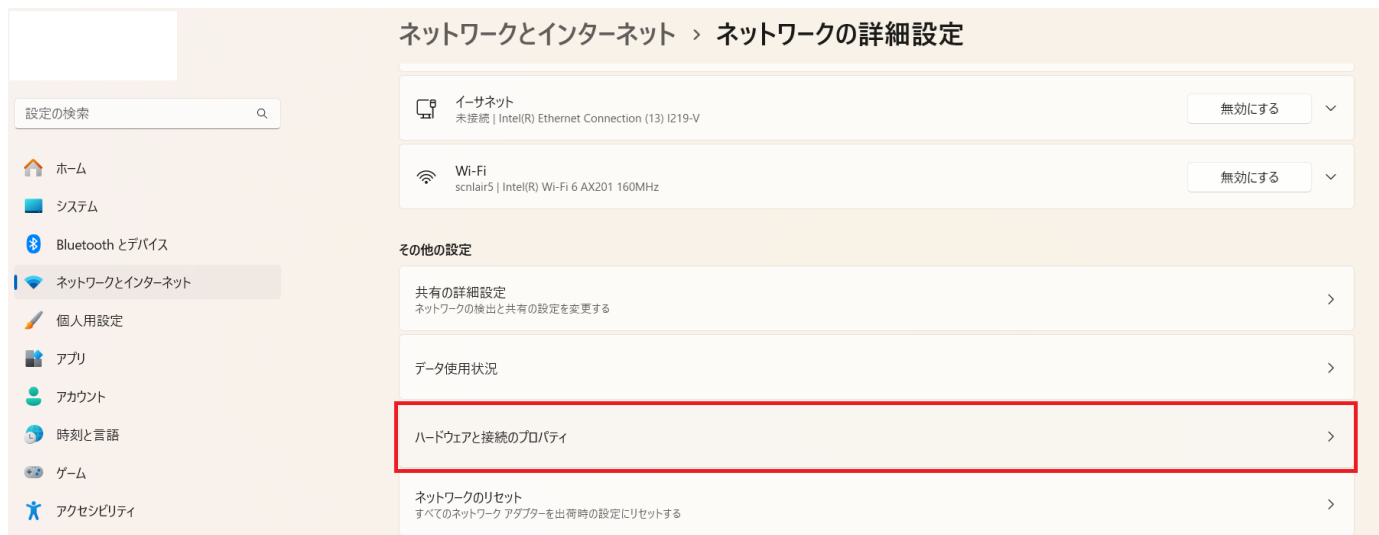 ネットワークとインターネット › ネットワークの詳細設定
設定の検索
ホーム
システム
Bluetooth とデバイス
ネットワークとインターネット
個人用設定
アプリ
アカウント
時刻と言語
ゲーム
アクセシビリティ
イーサネット
未接続 | Intel(R) Ethernet Connection (13) I219-V
無効にする
Wi-Fi
scnlair5 | Intel(R) Wi-Fi 6 AX201 160MHz
無効にする
その他の設定
共有の詳細設定
ネットワークの検出と共有の設定を変更する
データ使用状況
ハードウェアと接続のプロパティ
ネットワークのリセット
すべてのネットワーク アダプターを出荷時の設定にリセットする